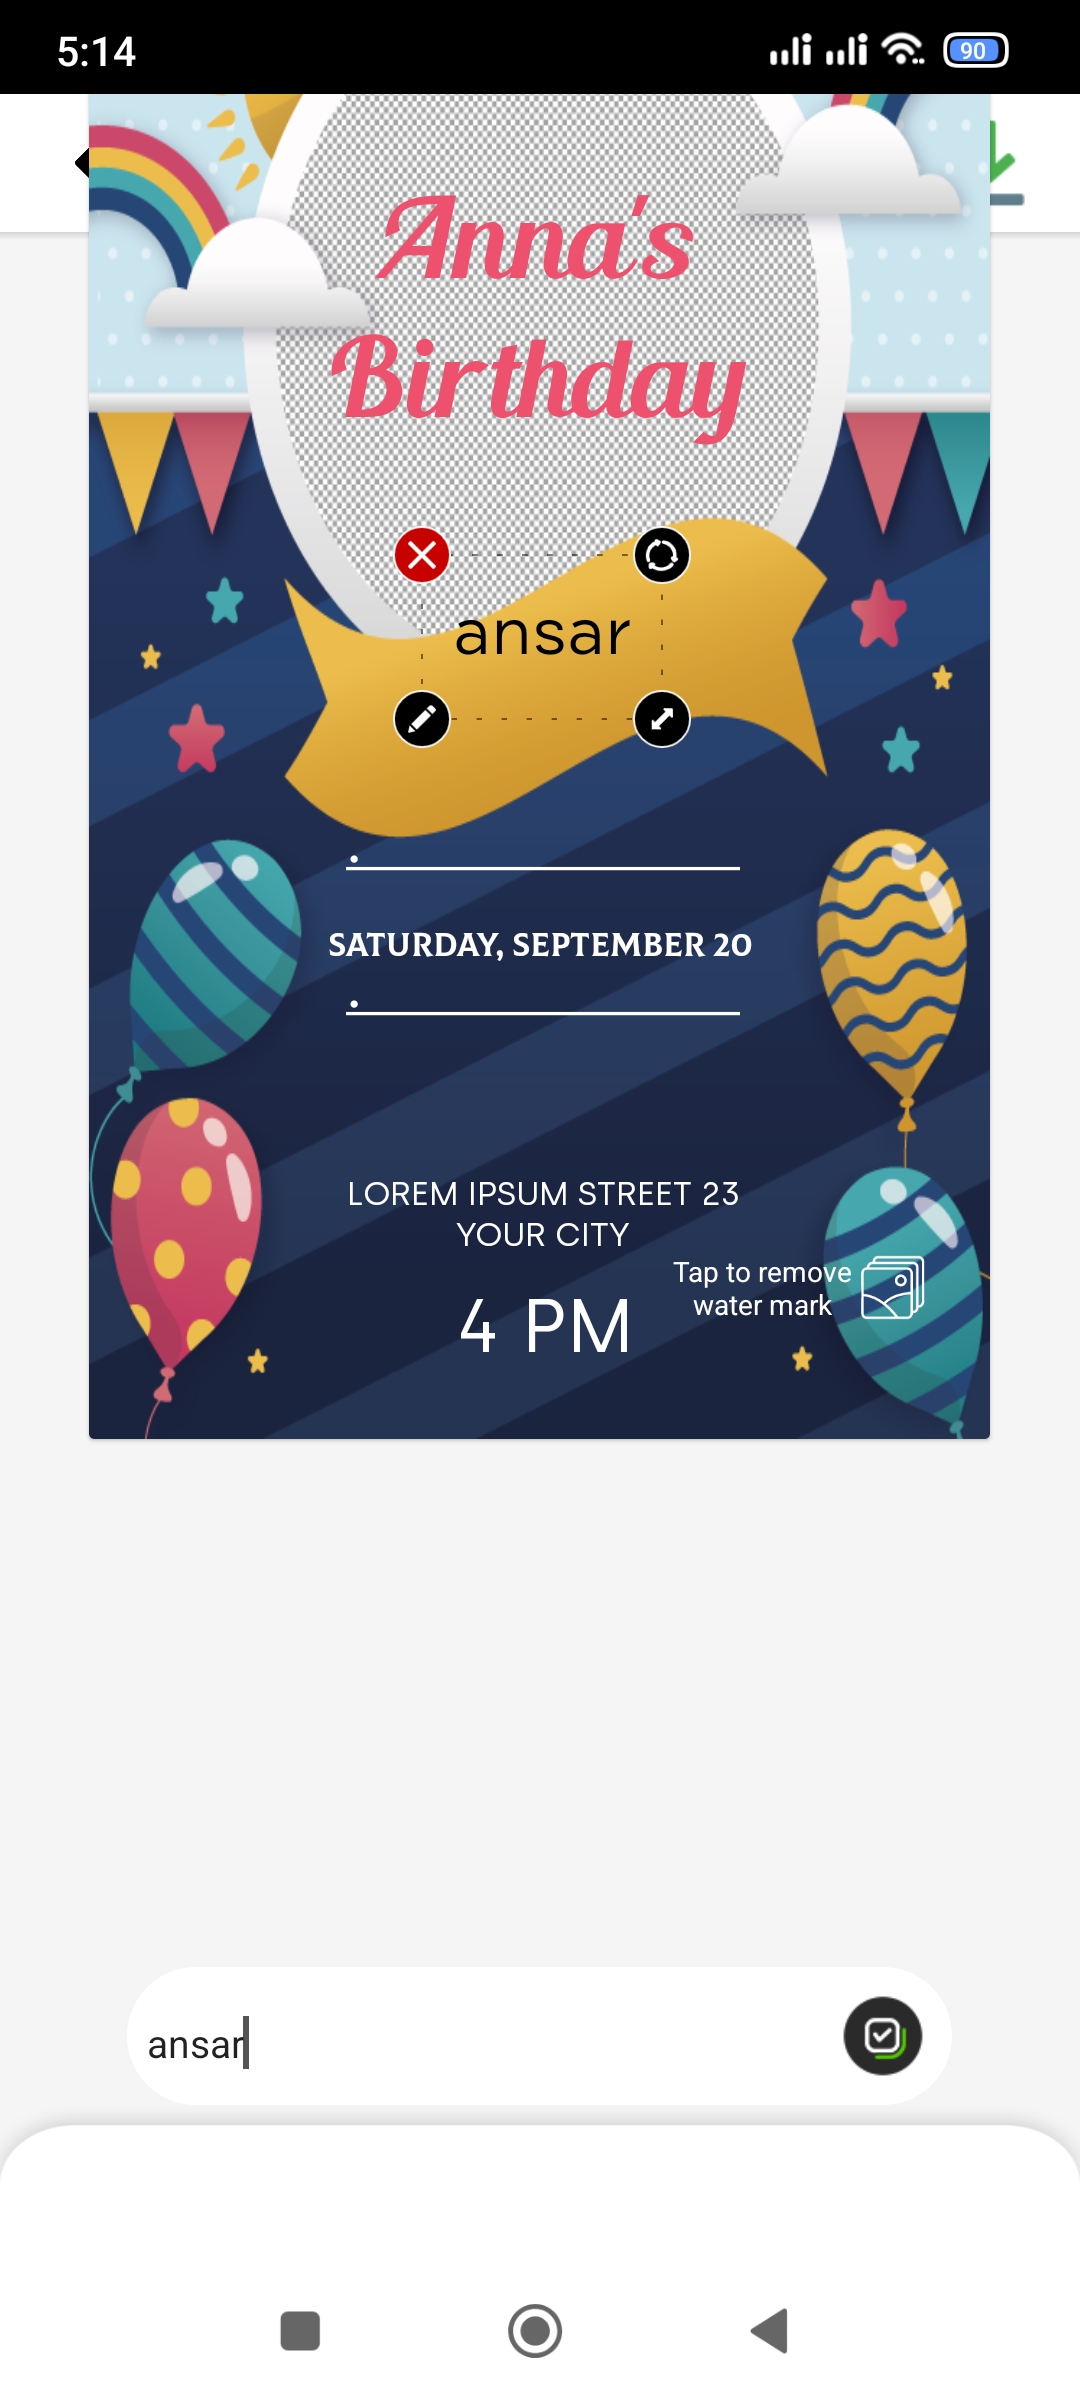 5:14
90
Anna's
Birthday
ansar
SATURDAY, SEPTEMBER 20
LOREM IPSUM STREET 23
YOUR CITY
Tap to remove
water mark
4 PM
ansar